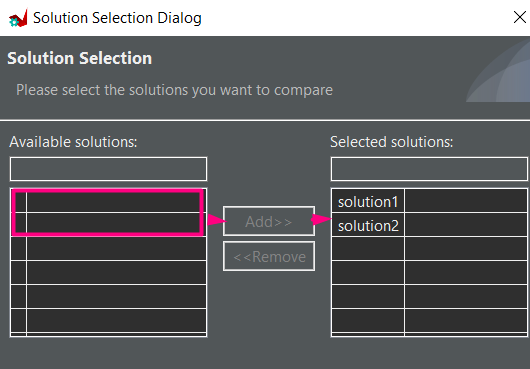 Solution Selection Dialog
Solution Selection
Please select the solutions you want to compare
Available solutions:
Selected solutions:
Add>>
<<Remove
solution1
solution2